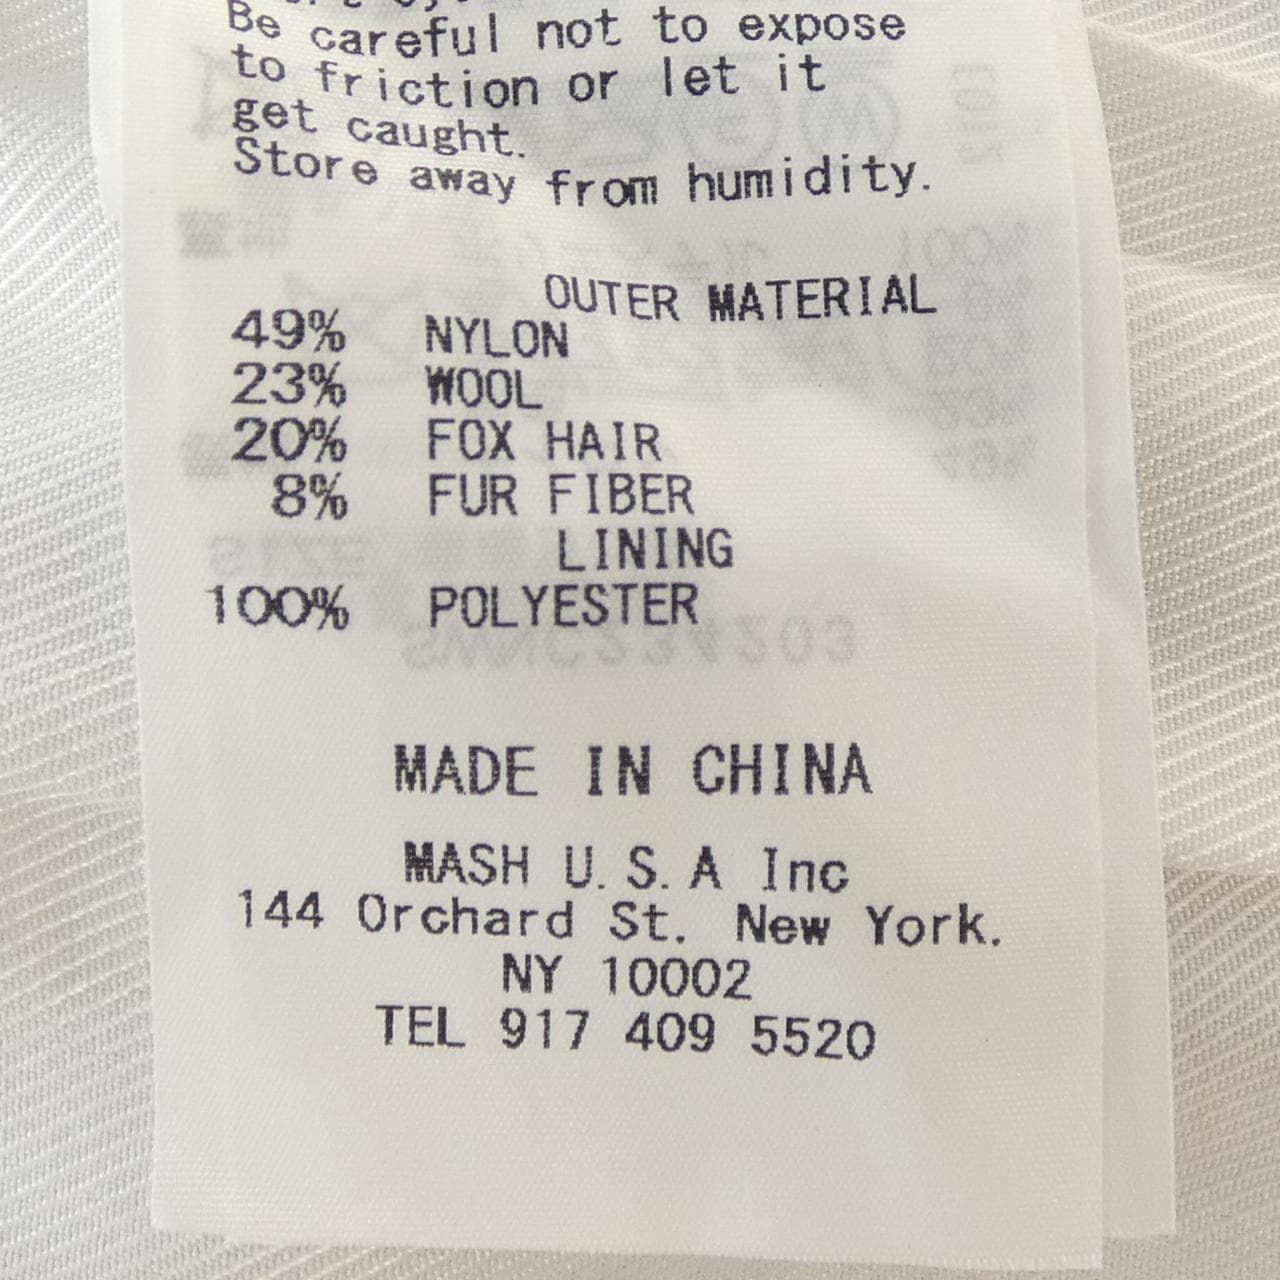 Be careful not to expose
to friction or let it
get caught.
Store away from humidity.
OUTER MATERIAL
49% NYLON
23% WOOL
20% FOX HAIR
8% FUR FIBER
LINING
100% POLYESTER
MADE IN CHINA
MASH U.S.A Inc
144 Orchard St. New York.
NY 10002
TEL 917 409 5520